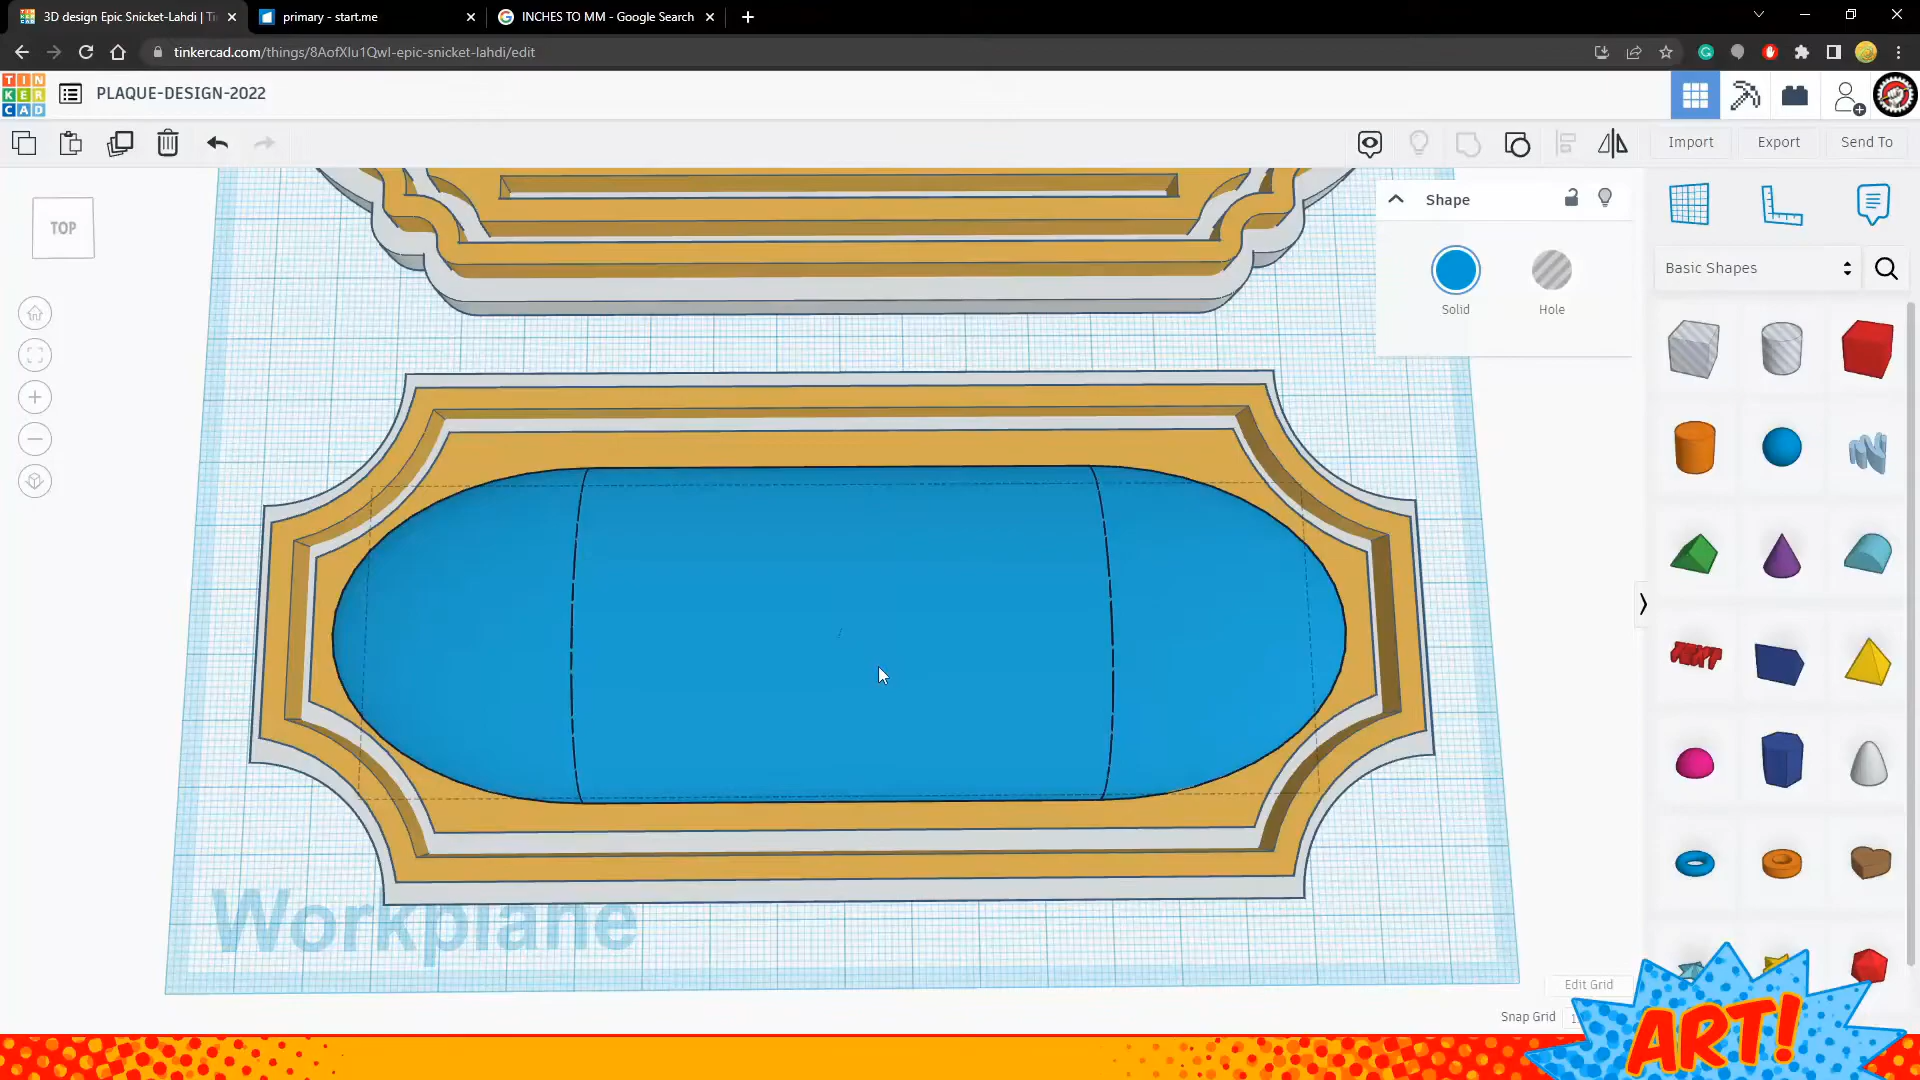 3D design Epic Snicket-Lahdi | Ti
primary - start.me
INCHES TO MM - Google Search
tinkercad.com/things/8AofXlu1Qwl-epic-snicket-lahdi/edit
TIN
KER
CAD
PLAQUE-DESIGN-2022
Import
Export
Send To
TOP
Shape
Solid
Hole
Basic Shapes
TEXT
Workplane
Edit Grid
Snap Grid
ART!